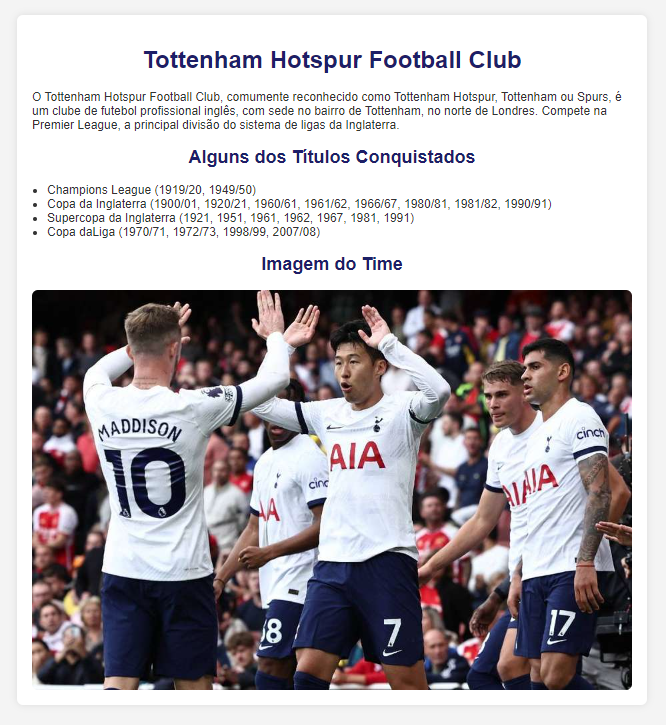 Tottenham Hotspur Football Club
O Tottenham Hotspur Football Club, comumente reconhecido como Tottenham Hotspur, Tottenham ou Spurs, é
um clube de futebol profissional inglês, com sede no bairro de Tottenham, no norte de Londres. Compete na
Premier League, a principal divisão do sistema de ligas da Inglaterra.
Alguns dos Títulos Conquistados
Champions League (1919/20, 1949/50)
Copa da Inglaterra (1900/01, 1920/21, 1960/61, 1961/62, 1966/67, 1980/81, 1981/82, 1990/91)
Supercopa da Inglaterra (1921, 1951, 1961, 1962, 1967, 1981, 1991)
Copa daLiga (1970/71, 1972/73, 1998/99, 2007/08)
Imagem do Time
MADDISON
10
AIA
AIA
AIA
cinch
7
17